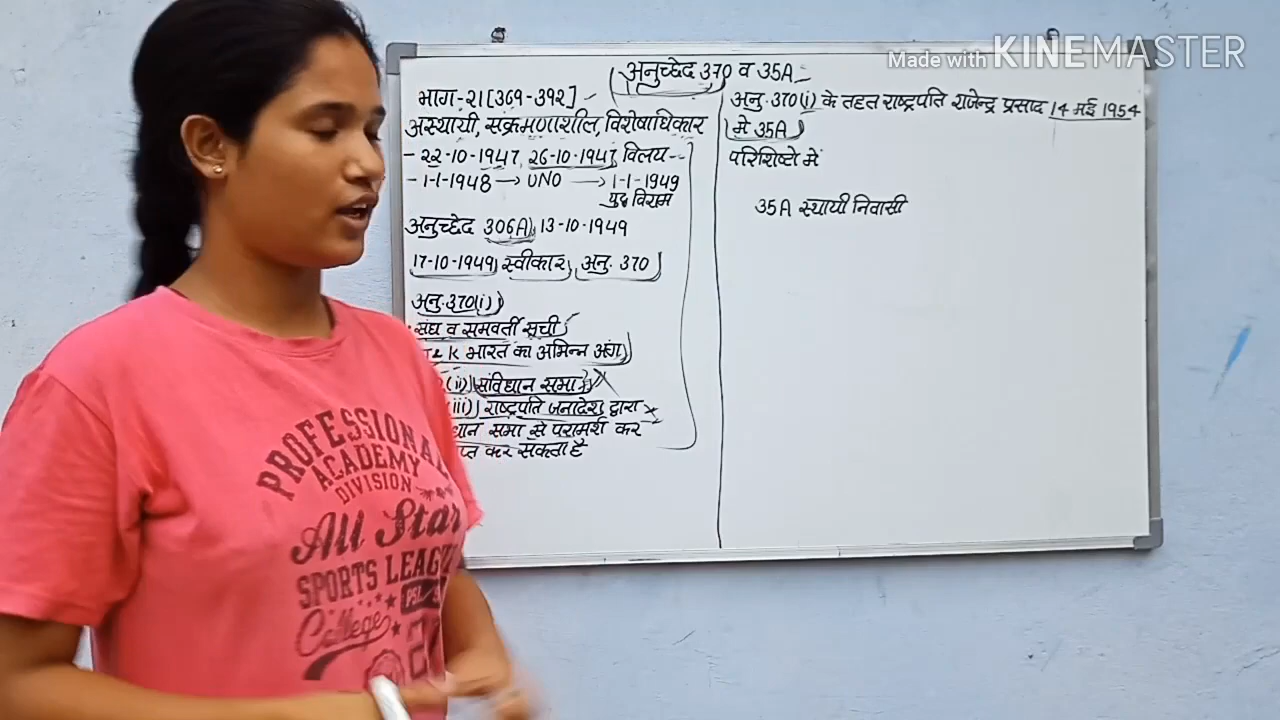 Made with KINEMASTER
अनुच्छेद 370 व 35A
भाग-21 [369-392]
अस्थायी, संक्रमणाशील, विशेषाधिकार
- 22-10-1947, 26-10-1947 विलय--
- 1-1-1948 → UNO → 1-1-1949
युद्ध विराम
अनुच्छेद 306A) 13-10-1949
17-10-1949) स्वीकार, अनु. 370
अनु.370(i)
संघ व समवर्ती सूची
& K भारत का अभिन्न अंग
(ii) संविधान सभा
(iii) राष्ट्रपति जनादेश द्वारा
धान सभा से परामर्श कर
प्त कर सकता है
अनु.370(i) के तहत राष्ट्रपति राजेन्द्र प्रसाद 14 मई 1954
मे 35A
परिशिष्टो में
35A स्थायी निवासी
PROFESSIONAL
ACADEMY
DIVISION
All Star
SPORTS LEAGU
College